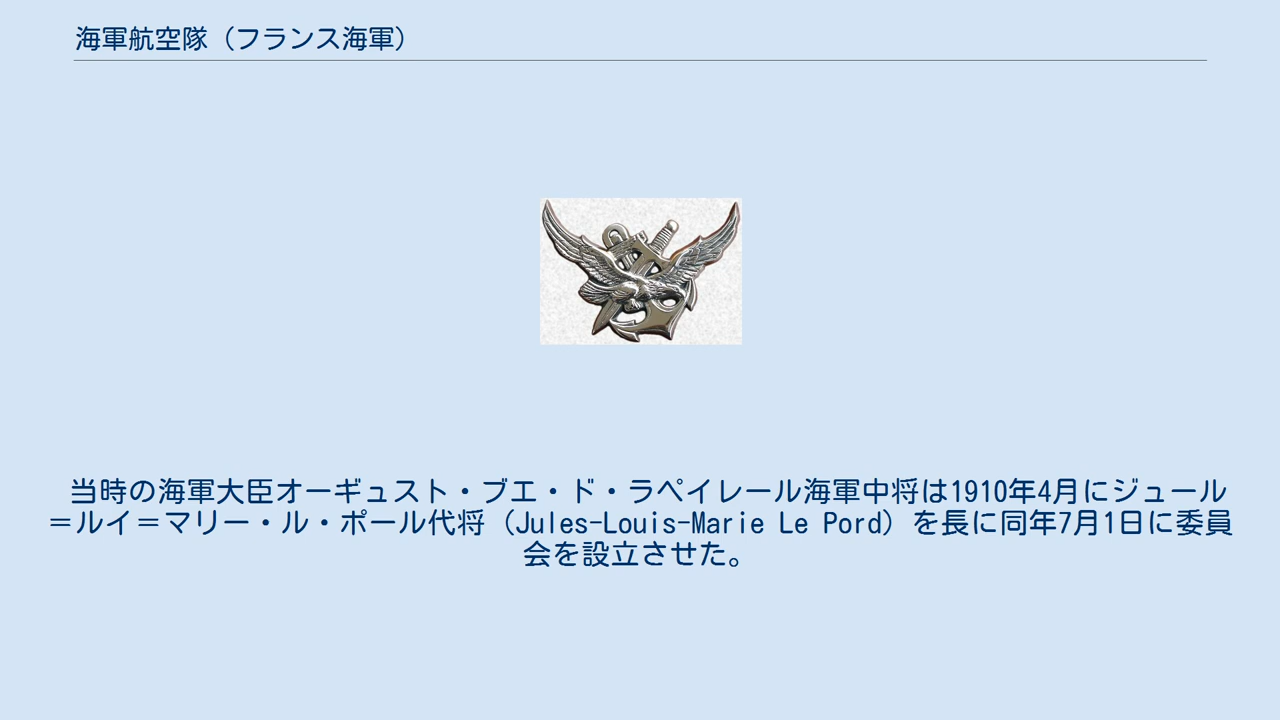 海軍航空隊（フランス海軍）
当時の海軍大臣オーギュスト・ブエ・ド・ラペイレール海軍中将は1910年4月にジュール
＝ルイ＝マリー・ル・ポール代将（Jules-Louis-Marie Le Pord）を長に同年7月1日に委員
会を設立させた。